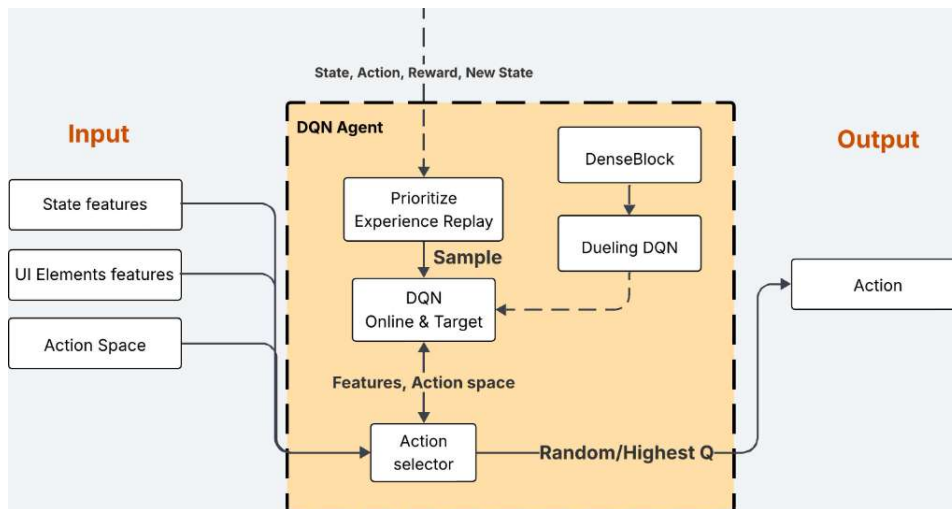 State, Action, Reward, New State
Input
DQN Agent
Output
DenseBlock
State features
Prioritize
Experience Replay
Dueling DQN
Sample
UI Elements features
DQN
Online & Target
Action
Action Space
Features, Action space
Action
selector
Random/Highest Q